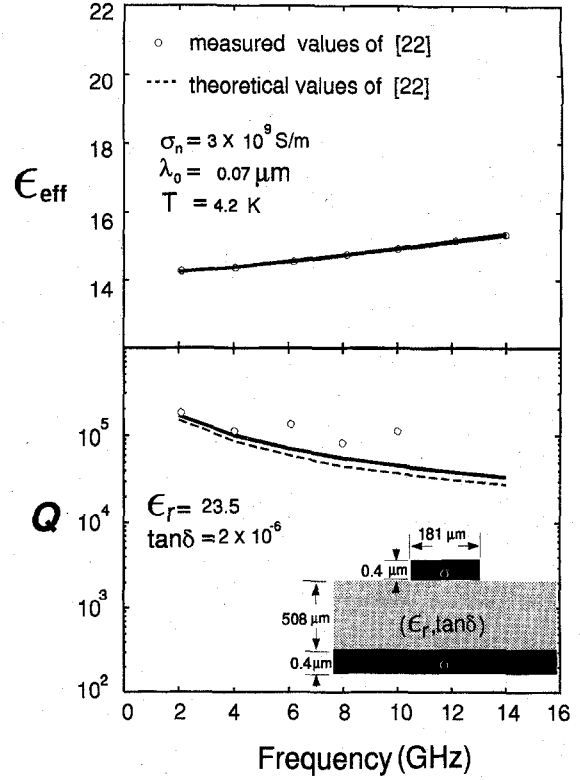 22
20
18
16
14
ϵeff
○ measured values of [22]
--- theoretical values of [22]
σn = 3 X 10^9 S/m
λo = 0.07 μm
T = 4.2 K
10^5
10^4
10^3
10^2
Q
ϵr = 23.5
tanδ = 2 X 10^-6
181 μm
0.4 μm
508 μm
(ϵr, tanδ)
0.4 μm
0 2 4 6 8 10 12 14 16
Frequency (GHz)